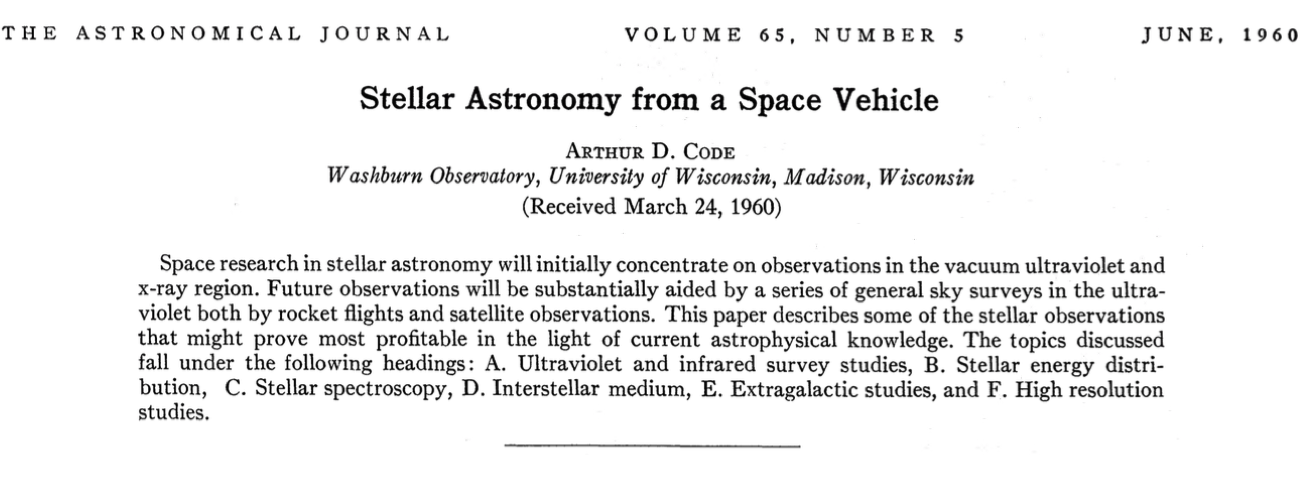 THE ASTRONOMICAL JOURNAL VOLUME 65, NUMBER 5 JUNE, 1960
Stellar Astronomy from a Space Vehicle
ARTHUR D. CODE
Washburn Observatory, University of Wisconsin, Madison, Wisconsin
(Received March 24, 1960)
Space research in stellar astronomy will initially concentrate on observations in the vacuum ultraviolet and
x-ray region. Future observations will be substantially aided by a series of general sky surveys in the ultra-
violet both by rocket flights and satellite observations. This paper describes some of the stellar observations
that might prove most profitable in the light of current astrophysical knowledge. The topics discussed
fall under the following headings: A. Ultraviolet and infrared survey studies, B. Stellar energy distri-
bution, C. Stellar spectroscopy, D. Interstellar medium, E. Extragalactic studies, and F. High resolution
studies.